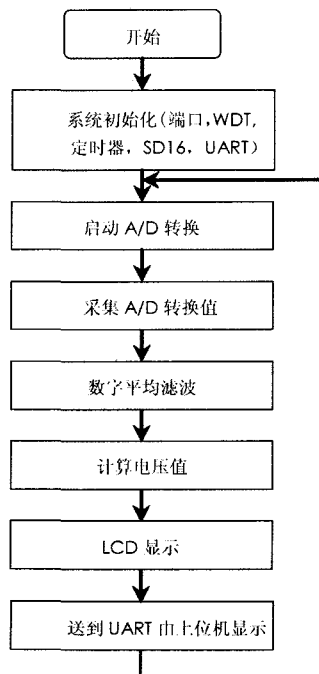 开始
系统初始化(端口,WDT,
定时器，SD16，UART)
启动 A/D 转换
采集 A/D 转换值
数字平均滤波
计算电压值
LCD 显示
送到 UART 由上位机显示